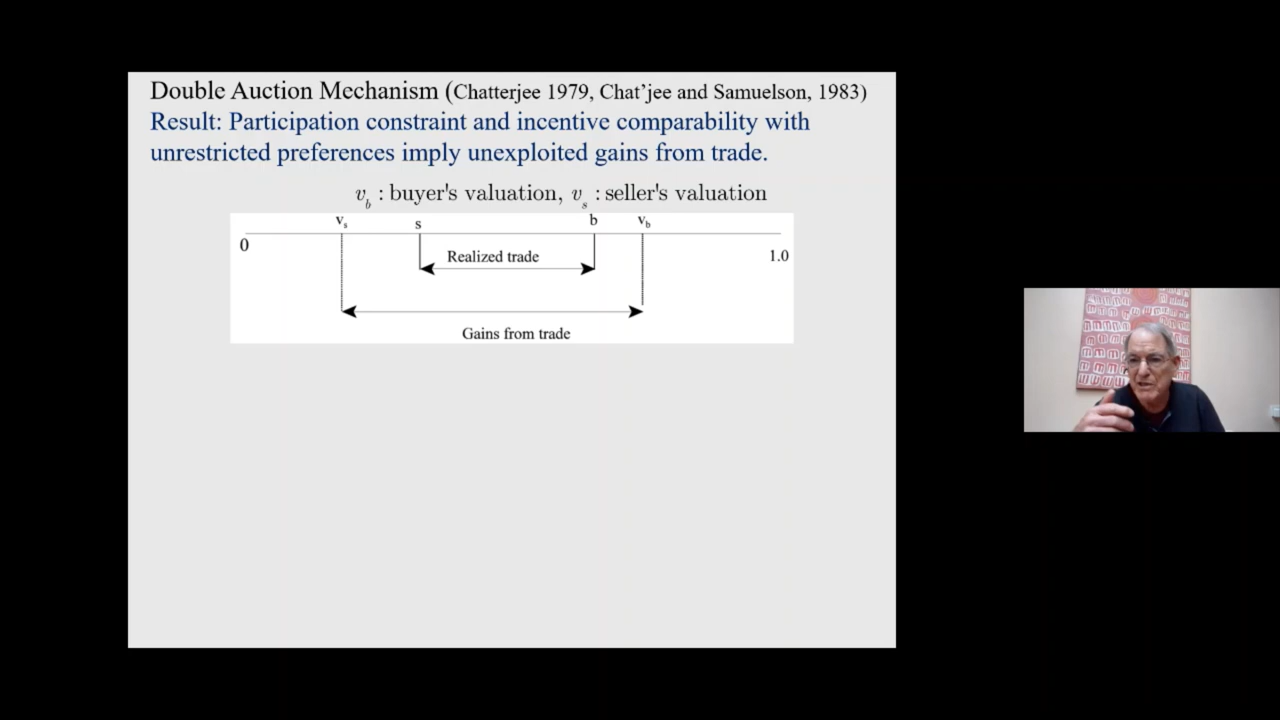 Double Auction Mechanism (Chatterjee 1979, Chat'jee and Samuelson, 1983)
Result: Participation constraint and incentive comparability with
unrestricted preferences imply unexploited gains from trade.
v_b : buyer's valuation, v_s : seller's valuation
v_s s b v_b
0 Realized trade 1.0
Gains from trade